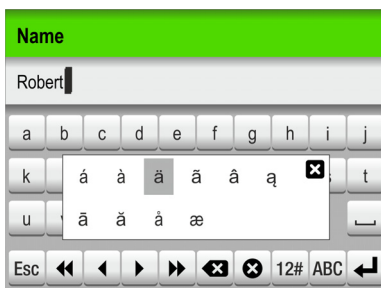 Name
Robert
a b c d e f g h i j
k á à ä ã â ą t
u ā ă å æ
Esc 12# ABC